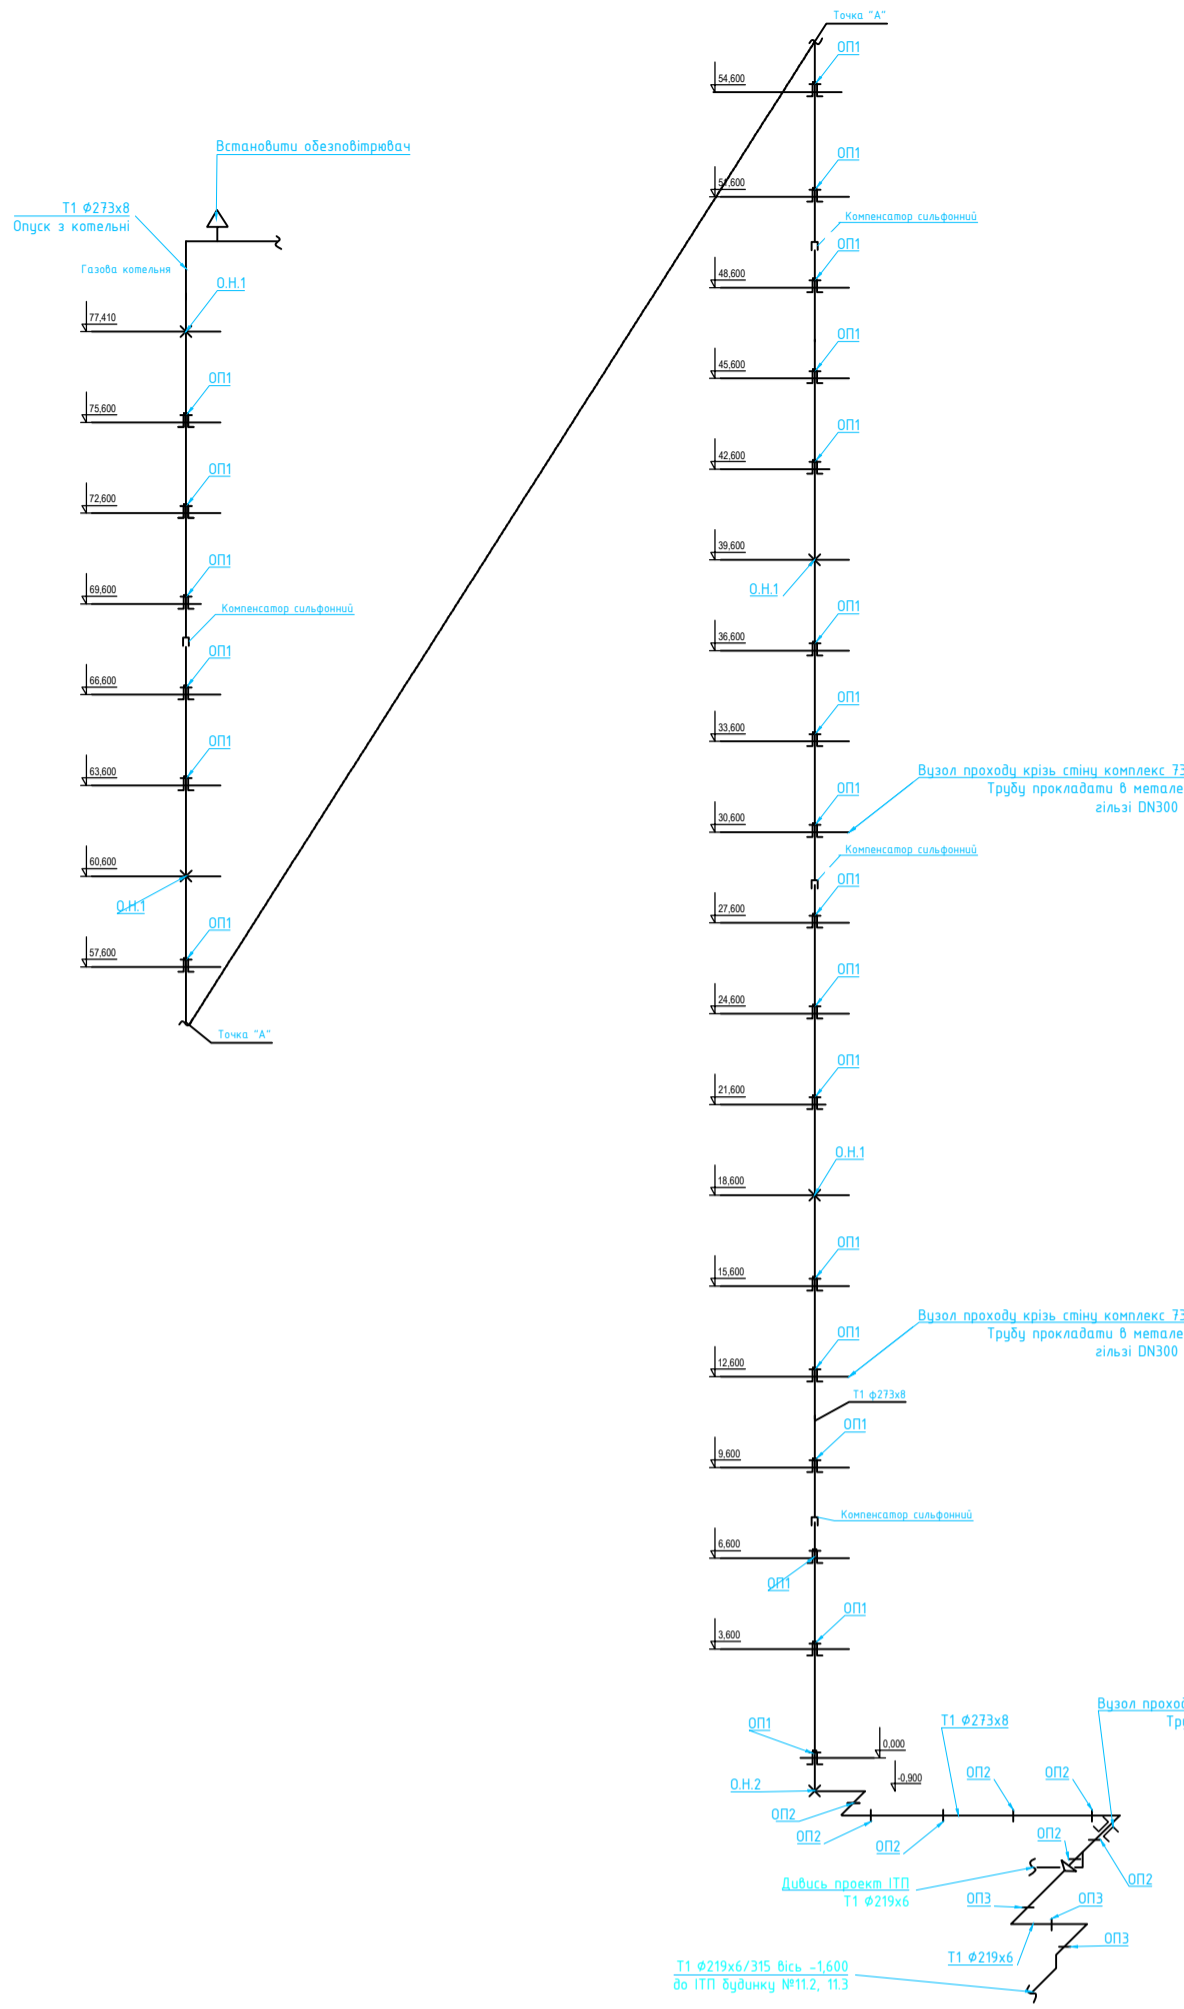 Точка "А"
ОП1
54,600
Встановити обезповітрювач
ОП1
51,600
Т1 Ф273х8
Опуск з котельні
Компенсатор сильфонний
ОП1
Газова котельня
О.Н.1
48,600
77,410
ОП1
45,600
ОП1
75,600
ОП1
42,600
ОП1
72,600
39,600
ОП1
О.Н.1
69,600
Компенсатор сильфонний
ОП1
36,600
ОП1
66,600
ОП1
33,600
ОП1
63,600
Вузол проходу крізь стіну комплекс 73
Трубу прокладати в метале
гільзі DN300
ОП1
30,600
Компенсатор сильфонний
60,600
ОП1
О.Н.1
27,600
ОП1
57,600
ОП1
24,600
Точка "А"
ОП1
21,600
О.Н.1
18,600
ОП1
15,600
Вузол проходу крізь стіну комплекс 73
Трубу прокладати в метале
гільзі DN300
ОП1
12,600
Т1 ф273х8
ОП1
9,600
Компенсатор сильфонний
6,600
ОП1
ОП1
3,600
Вузол проход
Тр
ОП1
Т1 Ф273х8
0,000
О.Н.2
-0,900
ОП2
ОП2
ОП2
ОП2
ОП2
ОП2
ОП2
Дивись проект ІТП
Т1 Ф219х6
ОП3
ОП3
ОП3
Т1 Ф219х6
Т1 Ф219х6/315 вісь -1,600
до ІТП будинку №11.2, 11.3